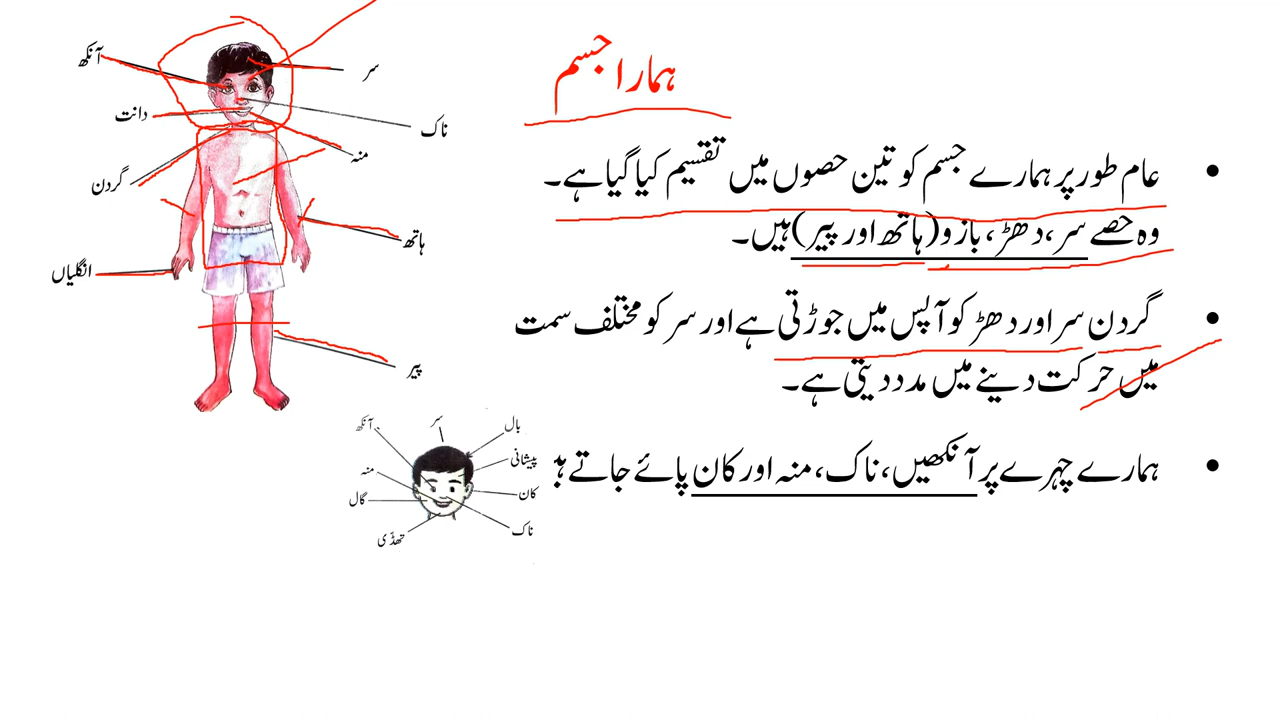 ہمارا جسم
عام طور پر ہمارے جسم کو تین حصوں میں تقسیم کیا گیا ہے۔
وہ حصے سر، دھڑ، بازو (ہاتھ اور پیر) ہیں۔
گردن سر اور دھڑ کو آپس میں جوڑتی ہے اور سر کو مختلف سمت
میں حرکت دینے میں مدد دیتی ہے۔
ہمارے چہرے پر آنکھیں، ناک، منہ اور کان پائے جاتے ہیں
آنکھ
سر
دانت
ناک
منہ
گردن
ہاتھ
انگلیاں
پیر
آنکھ
سر
بال
پیشانی
منہ
کان
گال
ناک
تھڈّی